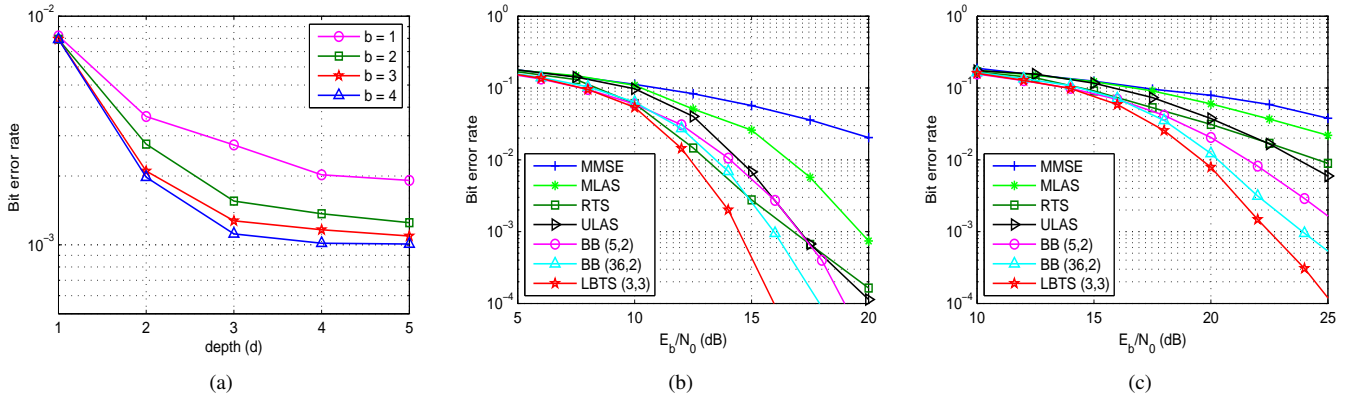 10⁻²
10⁻³
Bit error rate
1 2 3 4 5
depth (d)
b = 1
b = 2
b = 3
b = 4
(a)
10⁰
10⁻¹
10⁻²
10⁻³
10⁻⁴
Bit error rate
5 10 15 20
E_b/N_0 (dB)
MMSE
MLAS
RTS
ULAS
BB (5,2)
BB (36,2)
LBTS (3,3)
(b)
10⁰
10⁻¹
10⁻²
10⁻³
10⁻⁴
Bit error rate
10 15 20 25
E_b/N_0 (dB)
MMSE
MLAS
RTS
ULAS
BB (5,2)
BB (36,2)
LBTS (3,3)
(c)